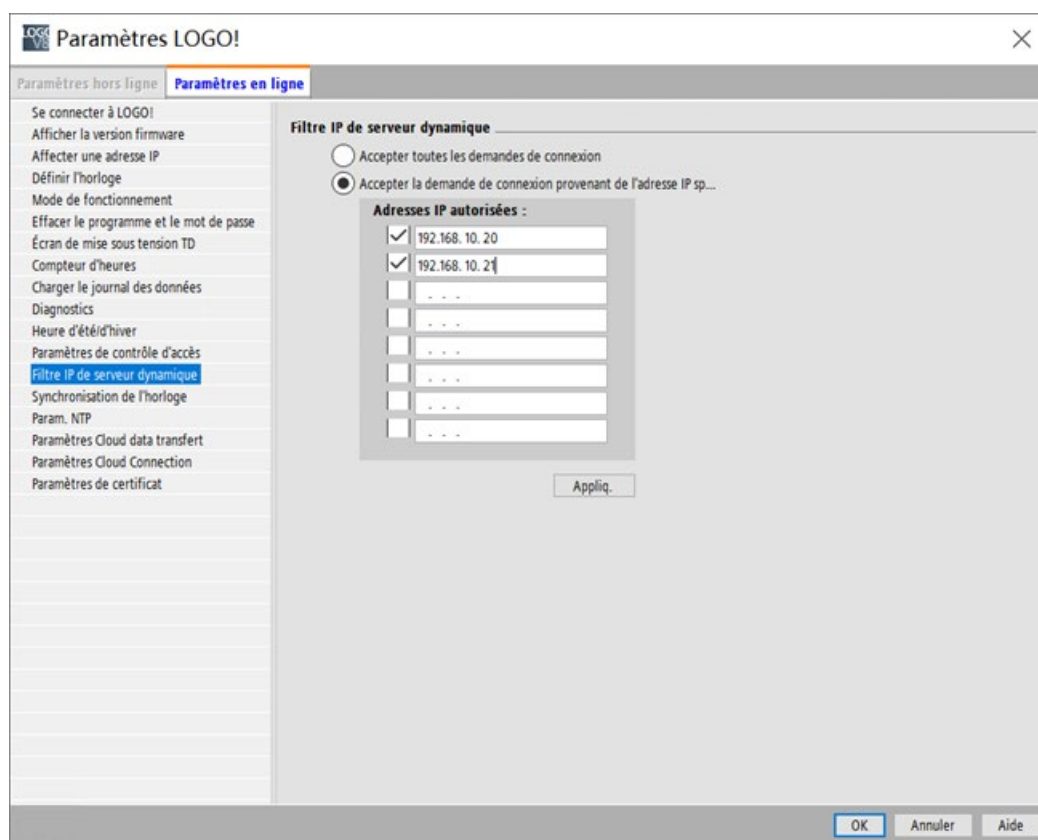 Paramètres LOGO!
Paramètres hors ligne
Paramètres en ligne
Se connecter à LOGO!
Afficher la version firmware
Affecter une adresse IP
Définir l'horloge
Mode de fonctionnement
Effacer le programme et le mot de passe
Écran de mise sous tension TD
Compteur d'heures
Charger le journal des données
Diagnostics
Heure d'été/d'hiver
Paramètres de contrôle d'accès
Filtre IP de serveur dynamique
Synchronisation de l'horloge
Param. NTP
Paramètres Cloud data transfert
Paramètres Cloud Connection
Paramètres de certificat
Filtre IP de serveur dynamique
Accepter toutes les demandes de connexion
Accepter la demande de connexion provenant de l'adresse IP sp...
Adresses IP autorisées :
192.168. 10. 20
192.168. 10. 21
. . .
. . .
. . .
. . .
. . .
. . .
Appliq.
OK
Annuler
Aide